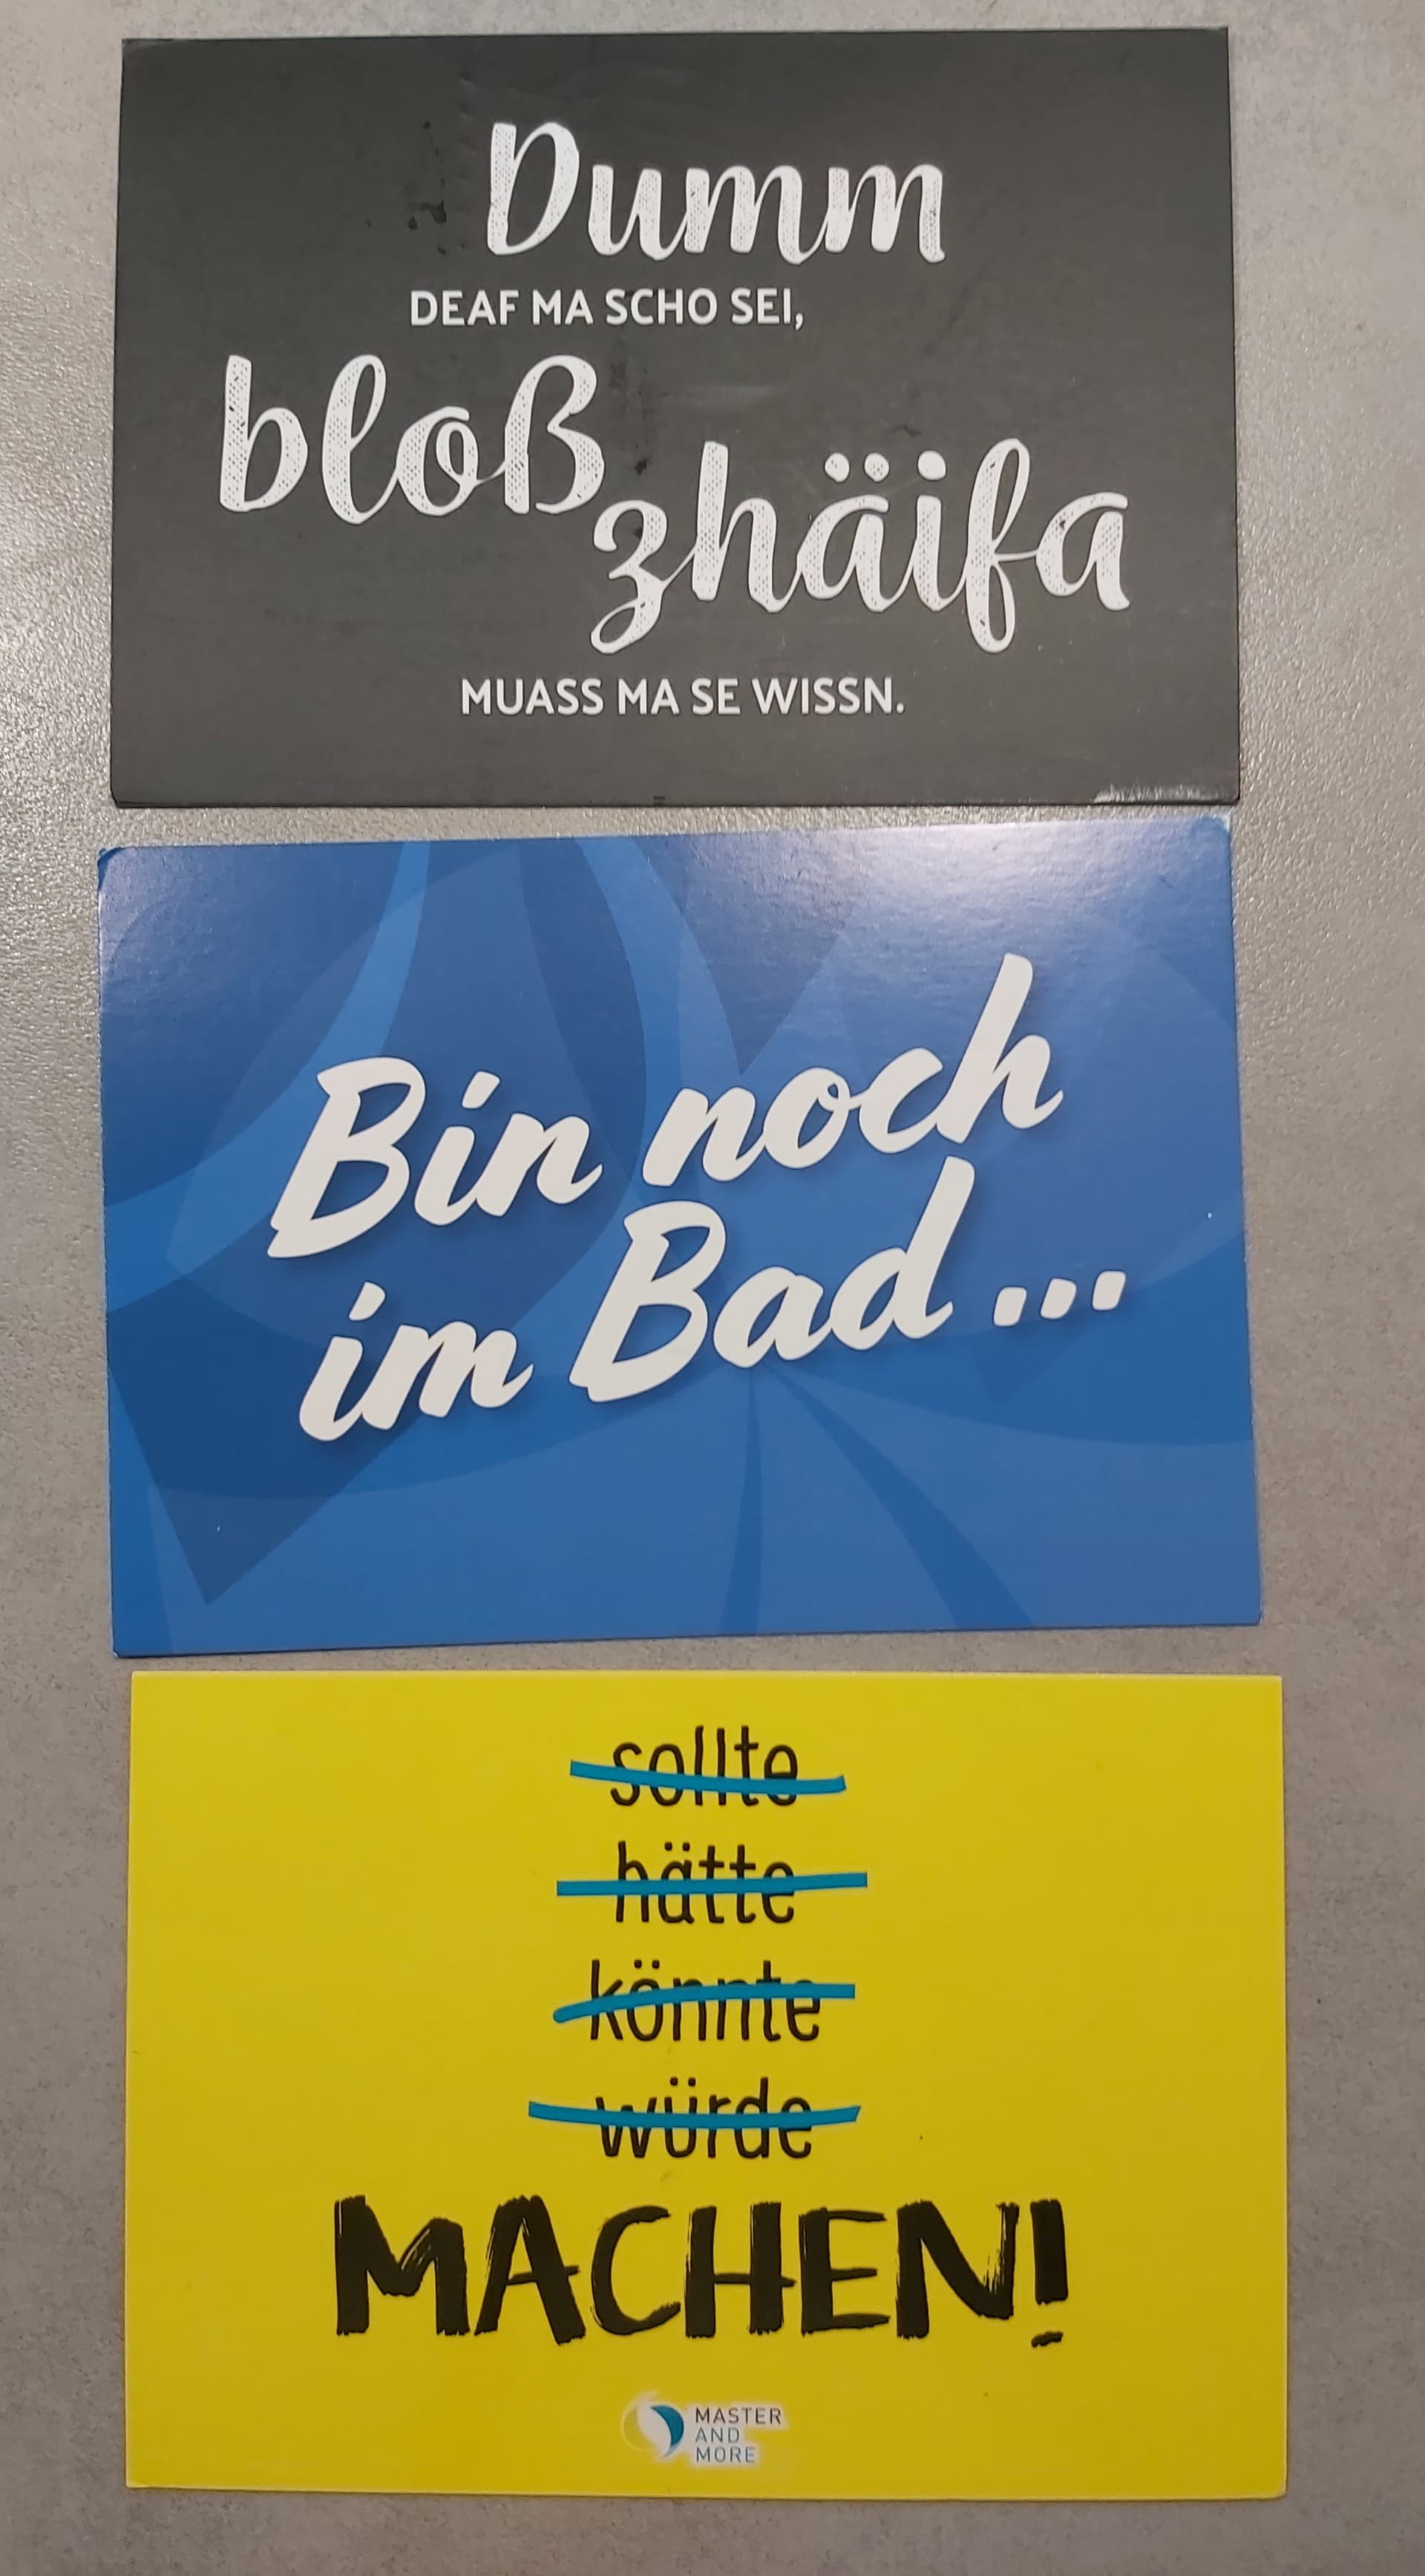 Dumm
DEAF MA SCHO SEI,
bloß
zhäifa
MUASS MA SE WISSN.
Bin noch
im Bad...
sollte
hätte
könnte
würde
MACHEN!
MASTER
AND
MORE